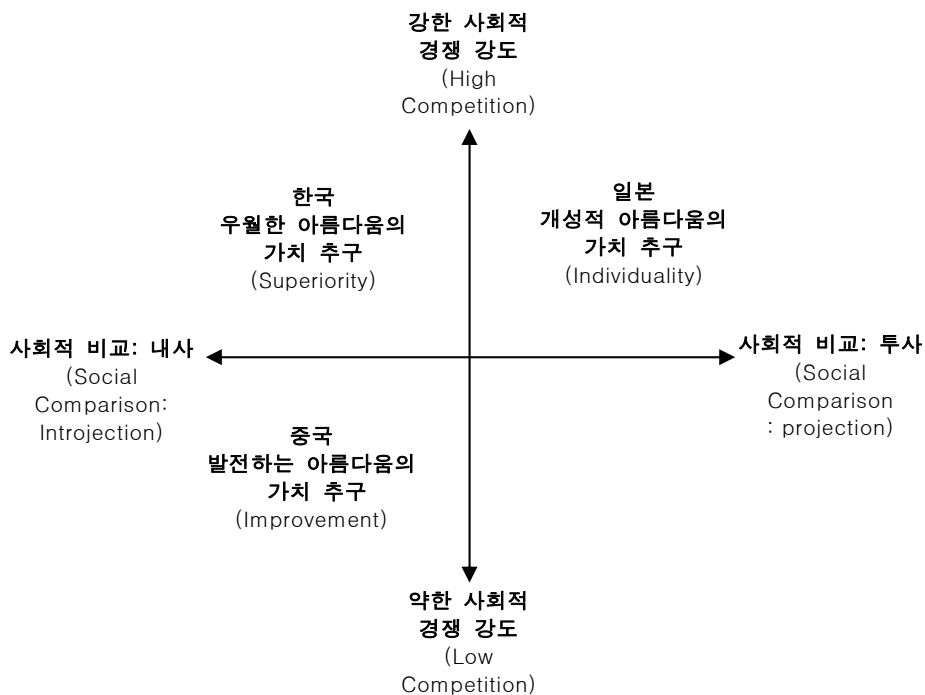 강한 사회적
경쟁 강도
(High
Competition)
한국
우월한 아름다움의
가치 추구
(Superiority)
일본
개성적 아름다움의
가치 추구
(Individuality)
사회적 비교: 내사
(Social
Comparison:
Introjection)
사회적 비교: 투사
(Social
Comparison
: projection)
중국
발전하는 아름다움의
가치 추구
(Improvement)
약한 사회적
경쟁 강도
(Low
Competition)